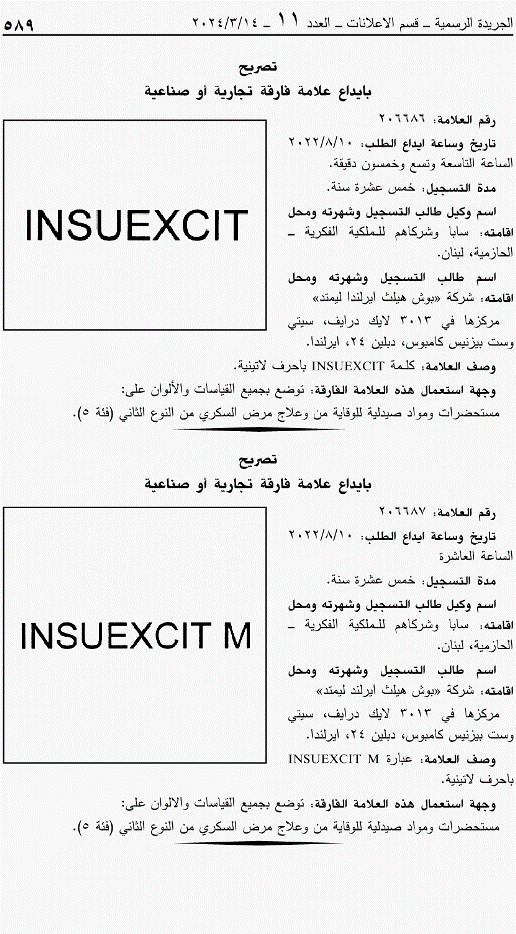 الجريدة الرسمية ــ قسم الاعلانات ــ العدد ١١ ــ ٢٠٢٤/٣/١٤
٥٨٩
تصريح
بايداع علامة فارقة تجارية أو صناعية
رقم العلامة: ٢٠٦٦٨٦
تاريخ وساعة ايداع الطلب: ٢٠٢٢/٨/١٠
الساعة التاسعة وتسع وخمسون دقيقة.
مدة التسجيل: خمس عشرة سنة.
اسم وكيل طالب التسجيل وشهرته ومحل
اقامته: سابا وشركاهم للملكية الفكرية ــ
الحازمية، لبنان.
اسم طالب التسجيل وشهرته ومحل
اقامته: شركة «بوش هيلث ايرلندا ليمتد»
مركزها في ٣٠١٣ لايك درايف، سيتي
وست بيزنيس كامبوس، دبلين ٢٤، ايرلندا.
INSUEXCIT
وصف العلامة: كلمة INSUEXCIT باحرف لاتينية.
وجهة استعمال هذه العلامة الفارقة: توضع بجميع القياسات والألوان على:
مستحضرات ومواد صيدلية للوقاية من وعلاج مرض السكري من النوع الثاني (فئة ٥).
تصريح
بايداع علامة فارقة تجارية أو صناعية
رقم العلامة: ٢٠٦٦٨٧
تاريخ وساعة ايداع الطلب: ٢٠٢٢/٨/١٠
الساعة العاشرة
مدة التسجيل: خمس عشرة سنة.
اسم وكيل طالب التسجيل وشهرته ومحل
اقامته: سابا وشركاهم للملكية الفكرية ــ
الحازمية، لبنان.
اسم طالب التسجيل وشهرته ومحل
اقامته: شركة «بوش هيلث ايرلند ليمتد»
مركزها في ٣٠١٣ لايك درايف، سيتي
وست بيزنيس كامبوس، دبلين ٢٤، ايرلندا.
INSUEXCIT M
وصف العلامة: عبارة INSUEXCIT M
باحرف لاتينية.
وجهة استعمال هذه العلامة الفارقة: توضع بجميع القياسات والالوان على:
مستحضرات ومواد صيدلية للوقاية من وعلاج مرض السكري من النوع الثاني (فئة ٥).